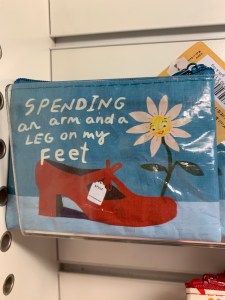 SPENDING
an arm and a
LEG on my
Feet